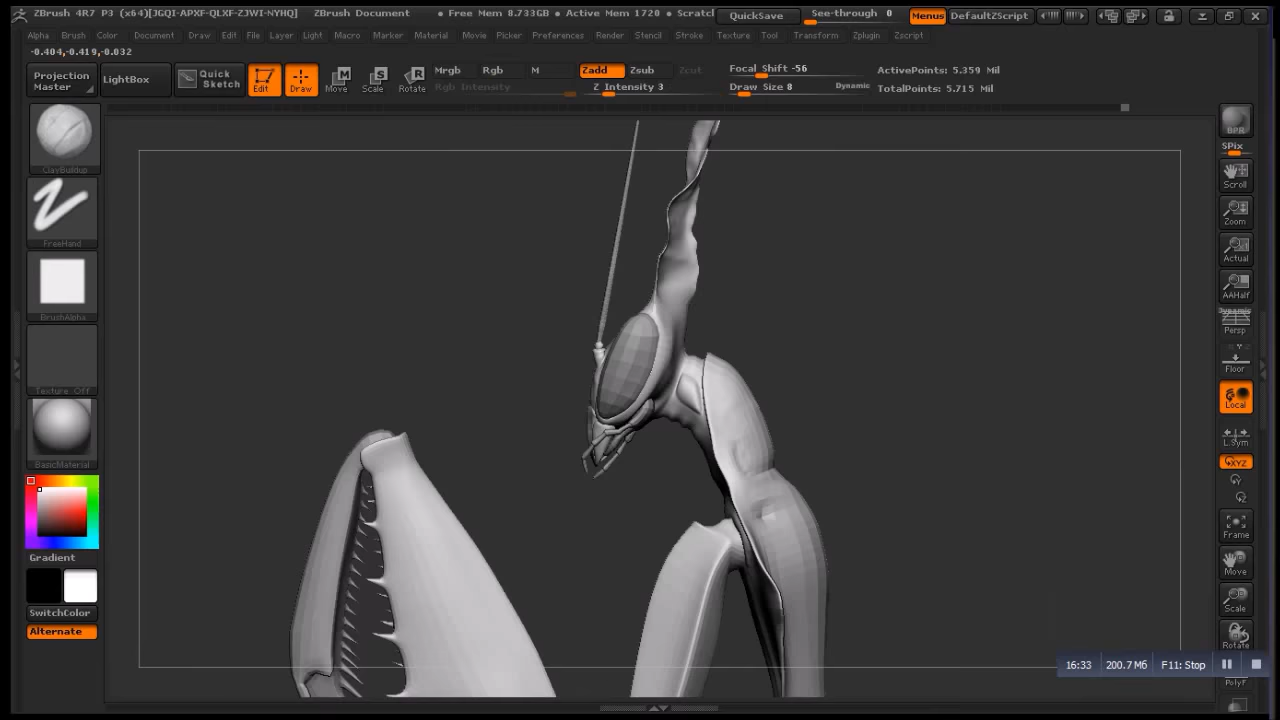 ZBrush 4R7 P3 (x64)[JGQI-APXF-QLXF-ZJWI-NYHQ] ZBrush Document • Free Mem 8.733GB • Active Mem 1720 • Scratch QuickSave See-through 0 Menus DefaultZScript
Alpha Brush Color Document Draw Edit File Layer Light Macro Marker Material Movie Picker Preferences Render Stencil Stroke Texture Tool Transform Zplugin Zscript
-0.404,-0.419,-0.032
Projection Master
LightBox
Quick Sketch
Edit
Draw
Move
Scale
Rotate
Mrgb Rgb M
Rgb Intensity
Zadd Zsub Zcut
Z Intensity 3
Focal Shift -56
Draw Size 8 Dynamic
ActivePoints: 5.359 Mil
TotalPoints: 5.715 Mil
ClayBuildup
FreeHand
BrushAlpha
Texture Off
BasicMaterial
Gradient
SwitchColor
Alternate
BPR
SPix
Scroll
Zoom
Actual
AAHalf
Dynamic
Persp
Floor
Local
L.Sym
XYZ
Frame
Move
Scale
Rotate
PolyF
16:33 200.7Мб F11: Stop